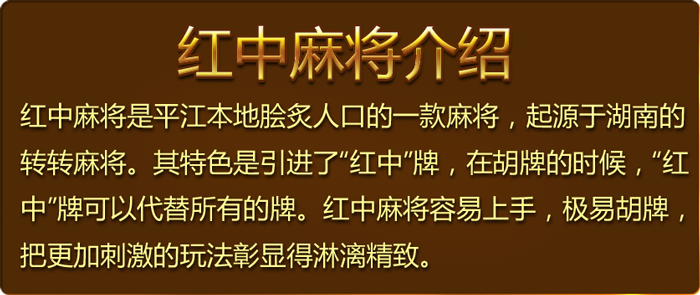 红中麻将介绍
红中麻将是平江本地脍炙人口的一款麻将，起源于湖南的
转转麻将。其特色是引进了“红中”牌，在胡牌的时候，“红
中”牌可以代替所有的牌。红中麻将容易上手，极易胡牌，
把更加刺激的玩法彰显得淋漓精致。